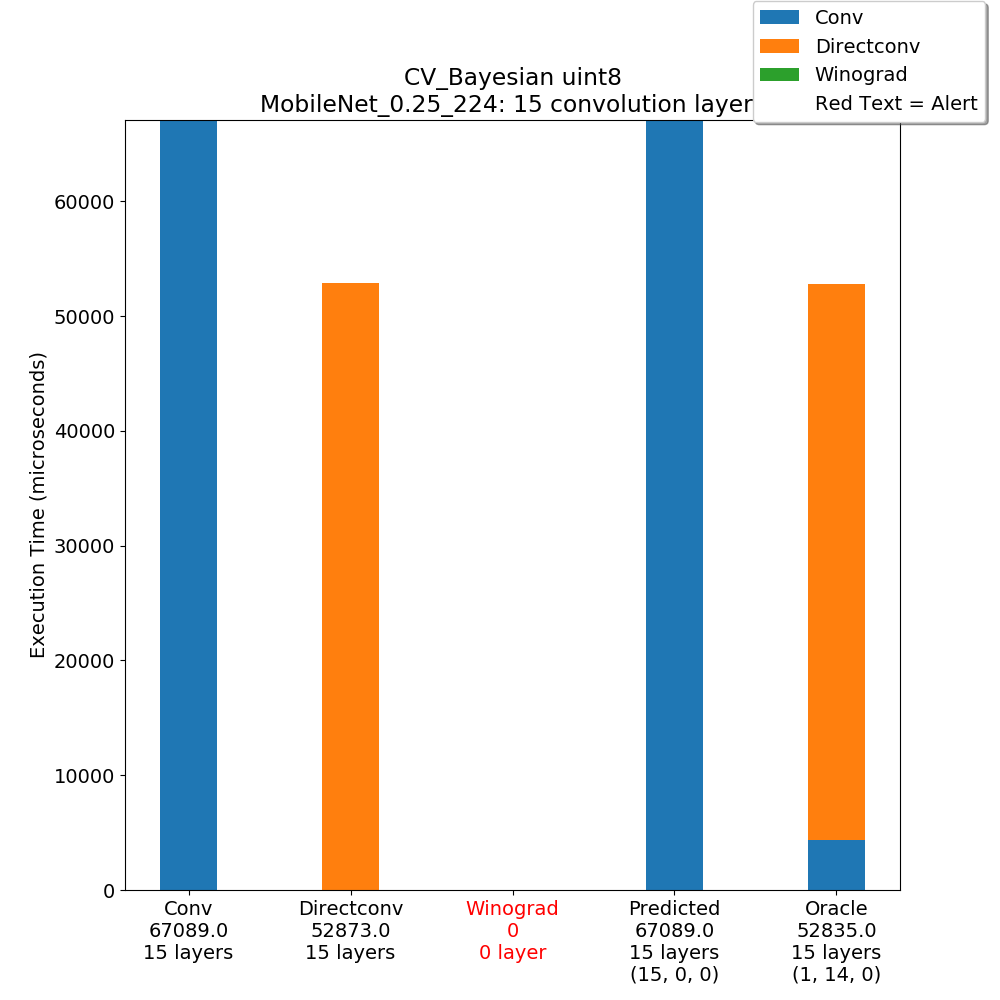 Conv
Directconv
Winograd
Red Text = Alert
CV_Bayesian uint8
MobileNet_0.25_224: 15 convolution layer
Execution Time (microseconds)
60000
50000
40000
30000
20000
10000
0
Conv Directconv Winograd Predicted Oracle
67089.0 52873.0 0 67089.0 52835.0
15 layers 15 layers 0 layer 15 layers 15 layers
(15, 0, 0) (1, 14, 0)